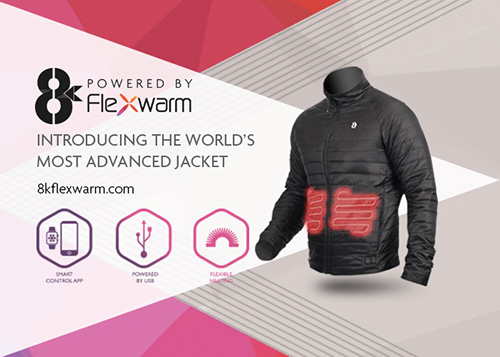 8K POWERED BY
FleXwarm
INTRODUCING THE WORLD'S
MOST ADVANCED JACKET
8kflexwarm.com
SMART
CONTROL APP
POWERED
BY USB
FLEXIBLE
HEATING
8